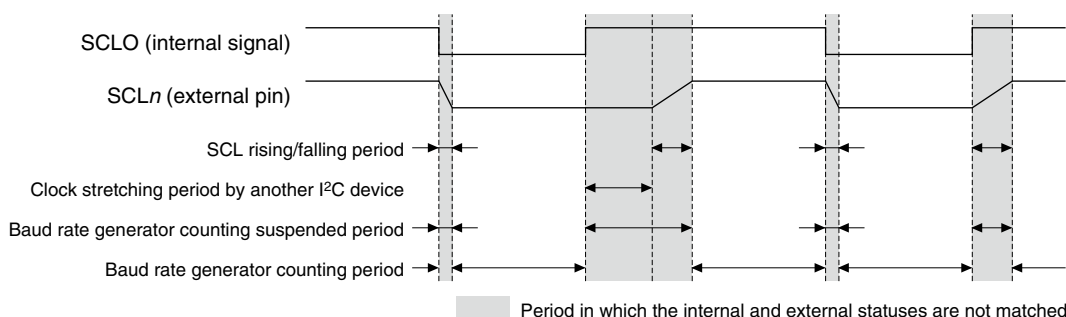 SCLO (internal signal)
SCLn (external pin)
SCL rising/falling period
Clock stretching period by another I²C device
Baud rate generator counting suspended period
Baud rate generator counting period
Period in which the internal and external statuses are not matched